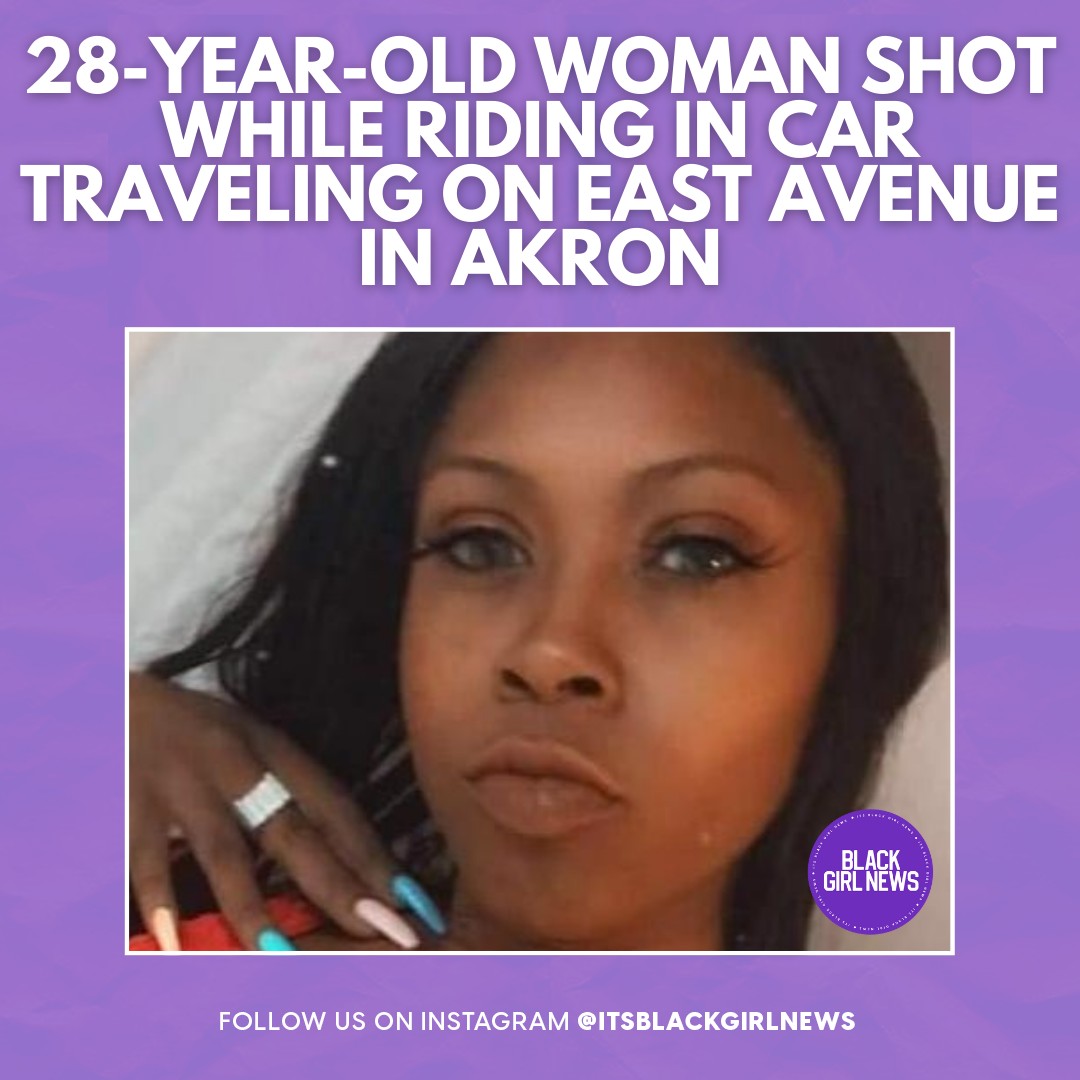 28-YEAR-OLD WOMAN SHOT
WHILE RIDING IN CAR
TRAVELING ON EAST AVENUE
IN AKRON
BLACK
GIRL NEWS
FOLLOW US ON INSTAGRAM @ITSBLACKGIRLNEWS